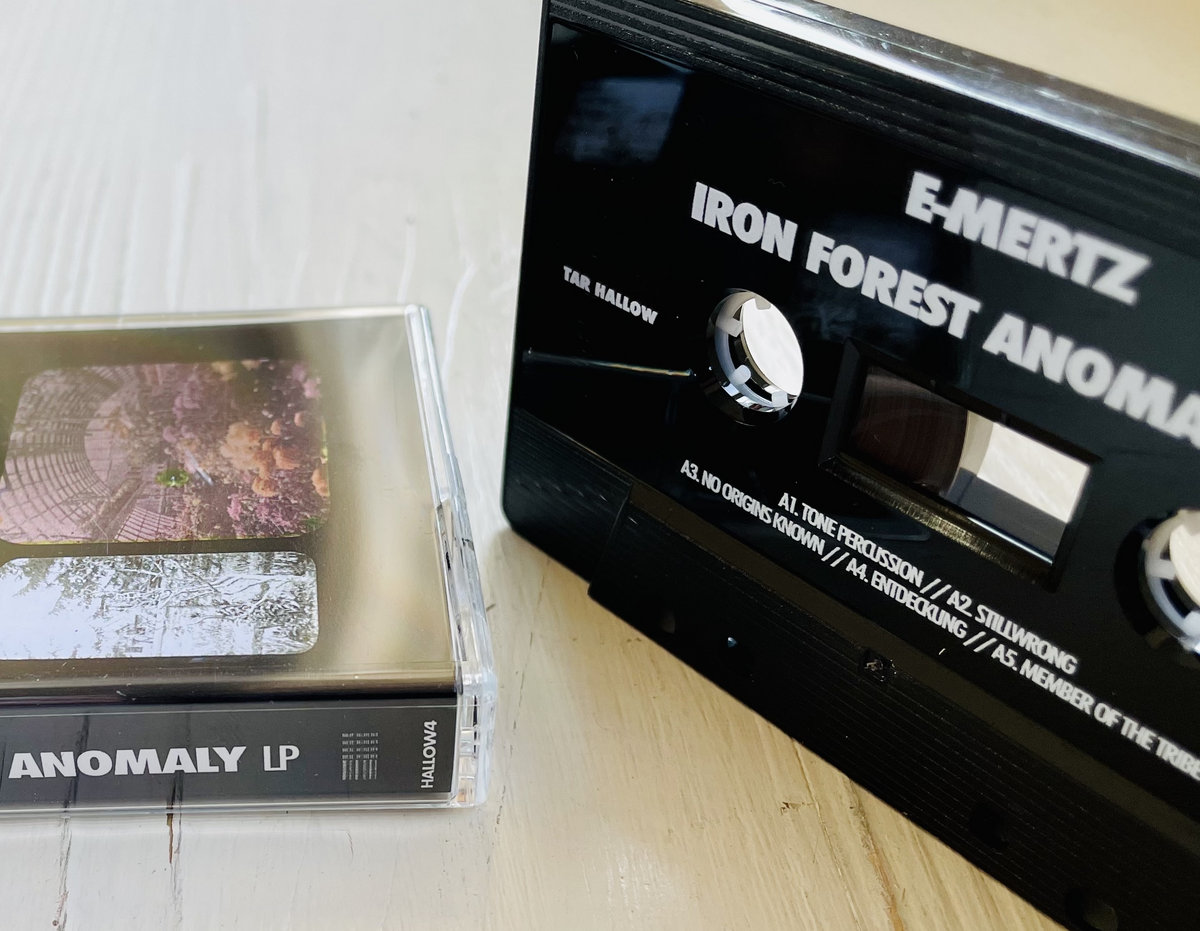 E-MERTZ
IRON FOREST ANOMA
TAR HALLOW
A1. TONE PERCUSSION // A2. STILLWRONG
A3. NO ORIGINS KNOWN // A4. ENTDECKUNG // A5. MEMBER OF THE TRIBE
ANOMALY LP
HALLOW4